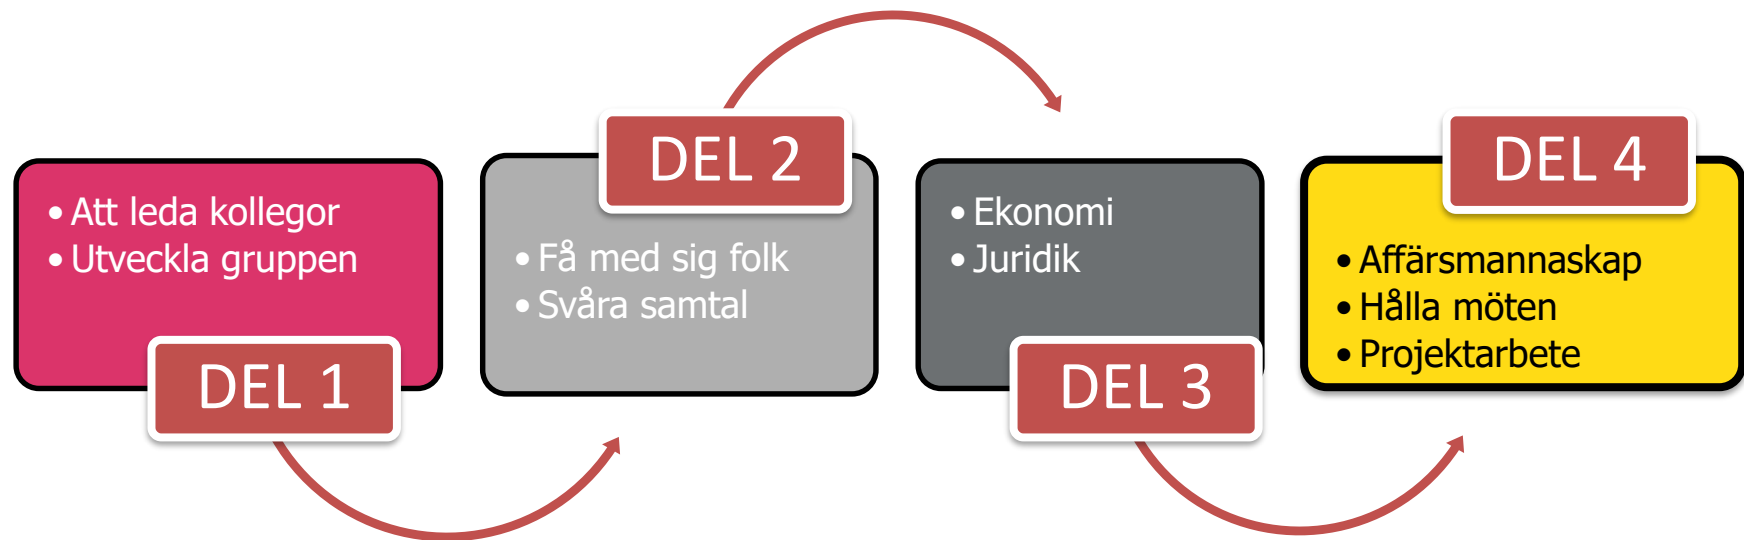 • Att leda kollegor
• Utveckla gruppen
DEL 1
DEL 2
• Få med sig folk
• Svåra samtal
• Ekonomi
• Juridik
DEL 3
DEL 4
• Affärsmannaskap
• Hålla möten
• Projektarbete